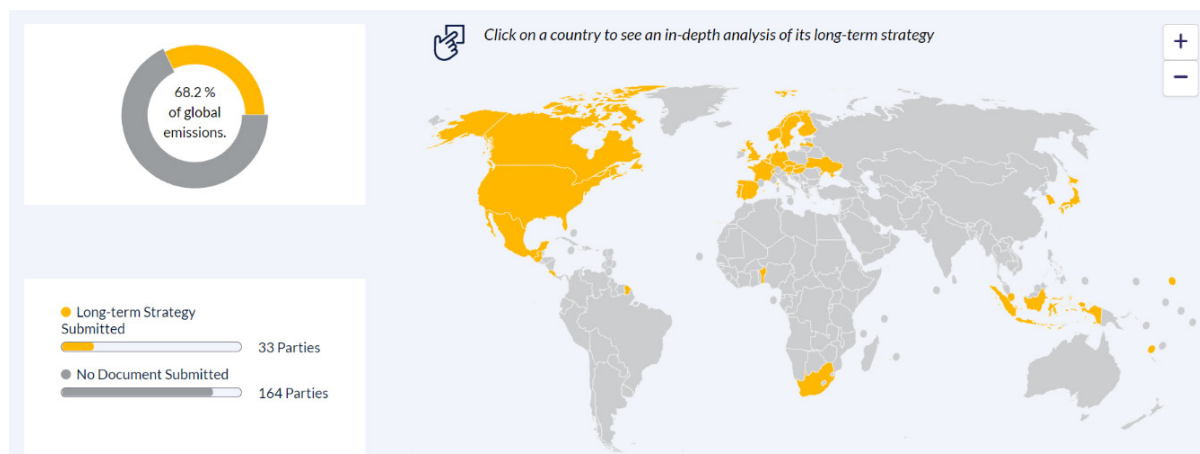 68.2 %
of global
emissions.
Click on a country to see an in-depth analysis of its long-term strategy
+
−
Long-term Strategy
Submitted
33 Parties
No Document Submitted
164 Parties